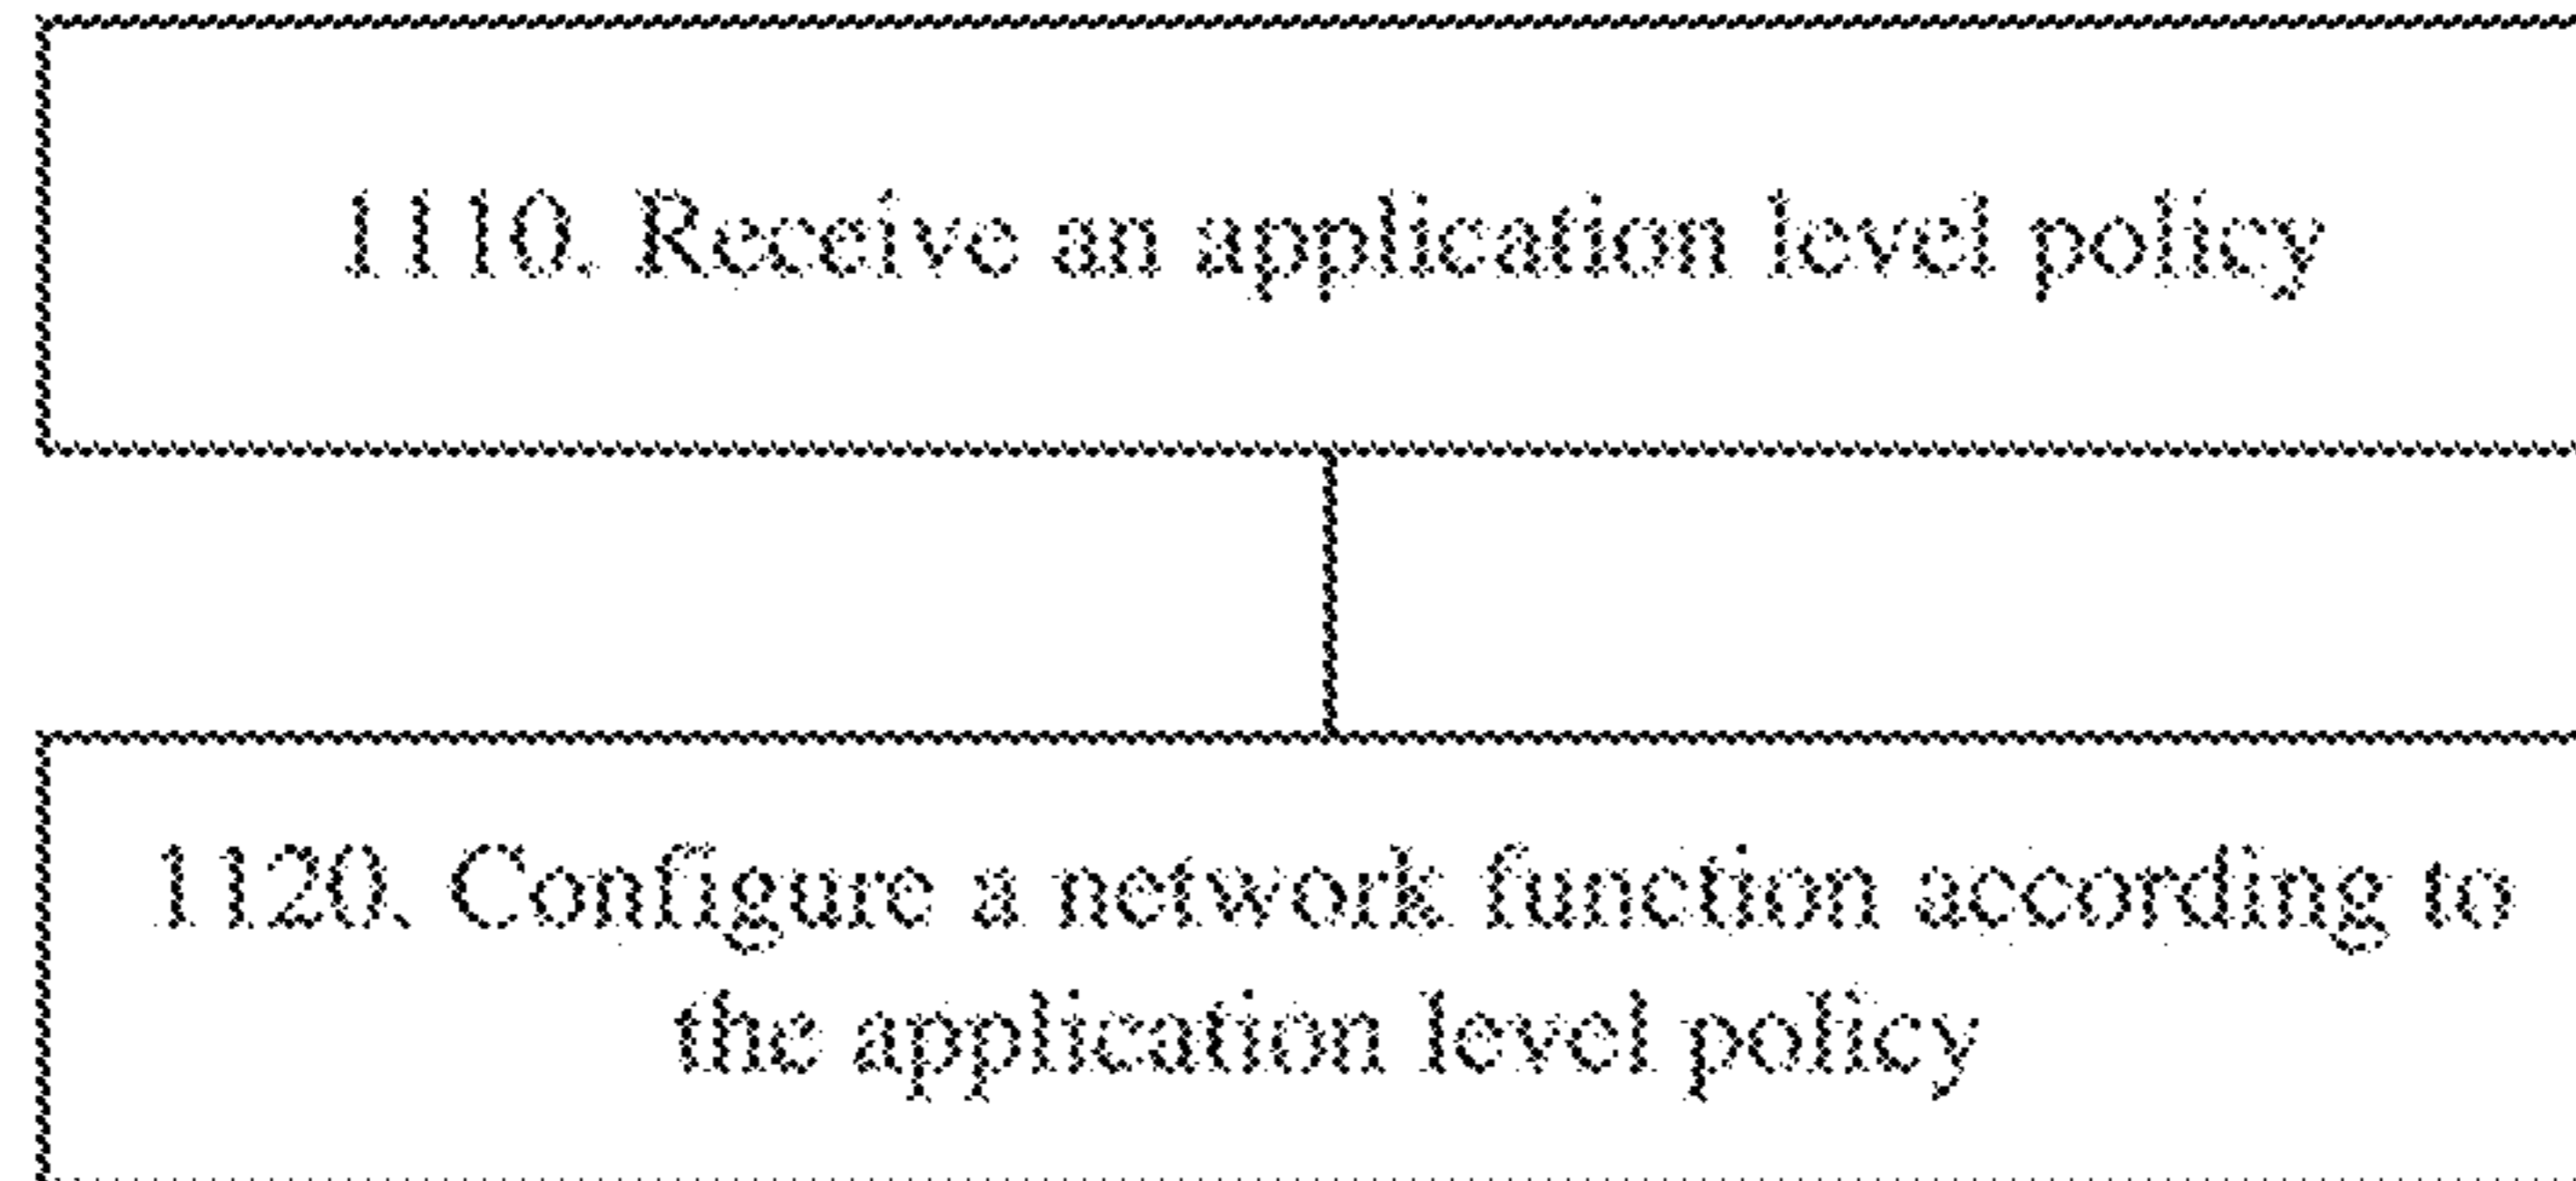 1110. Receive an application level policy
1120. Configure a network function according to
the application level policy